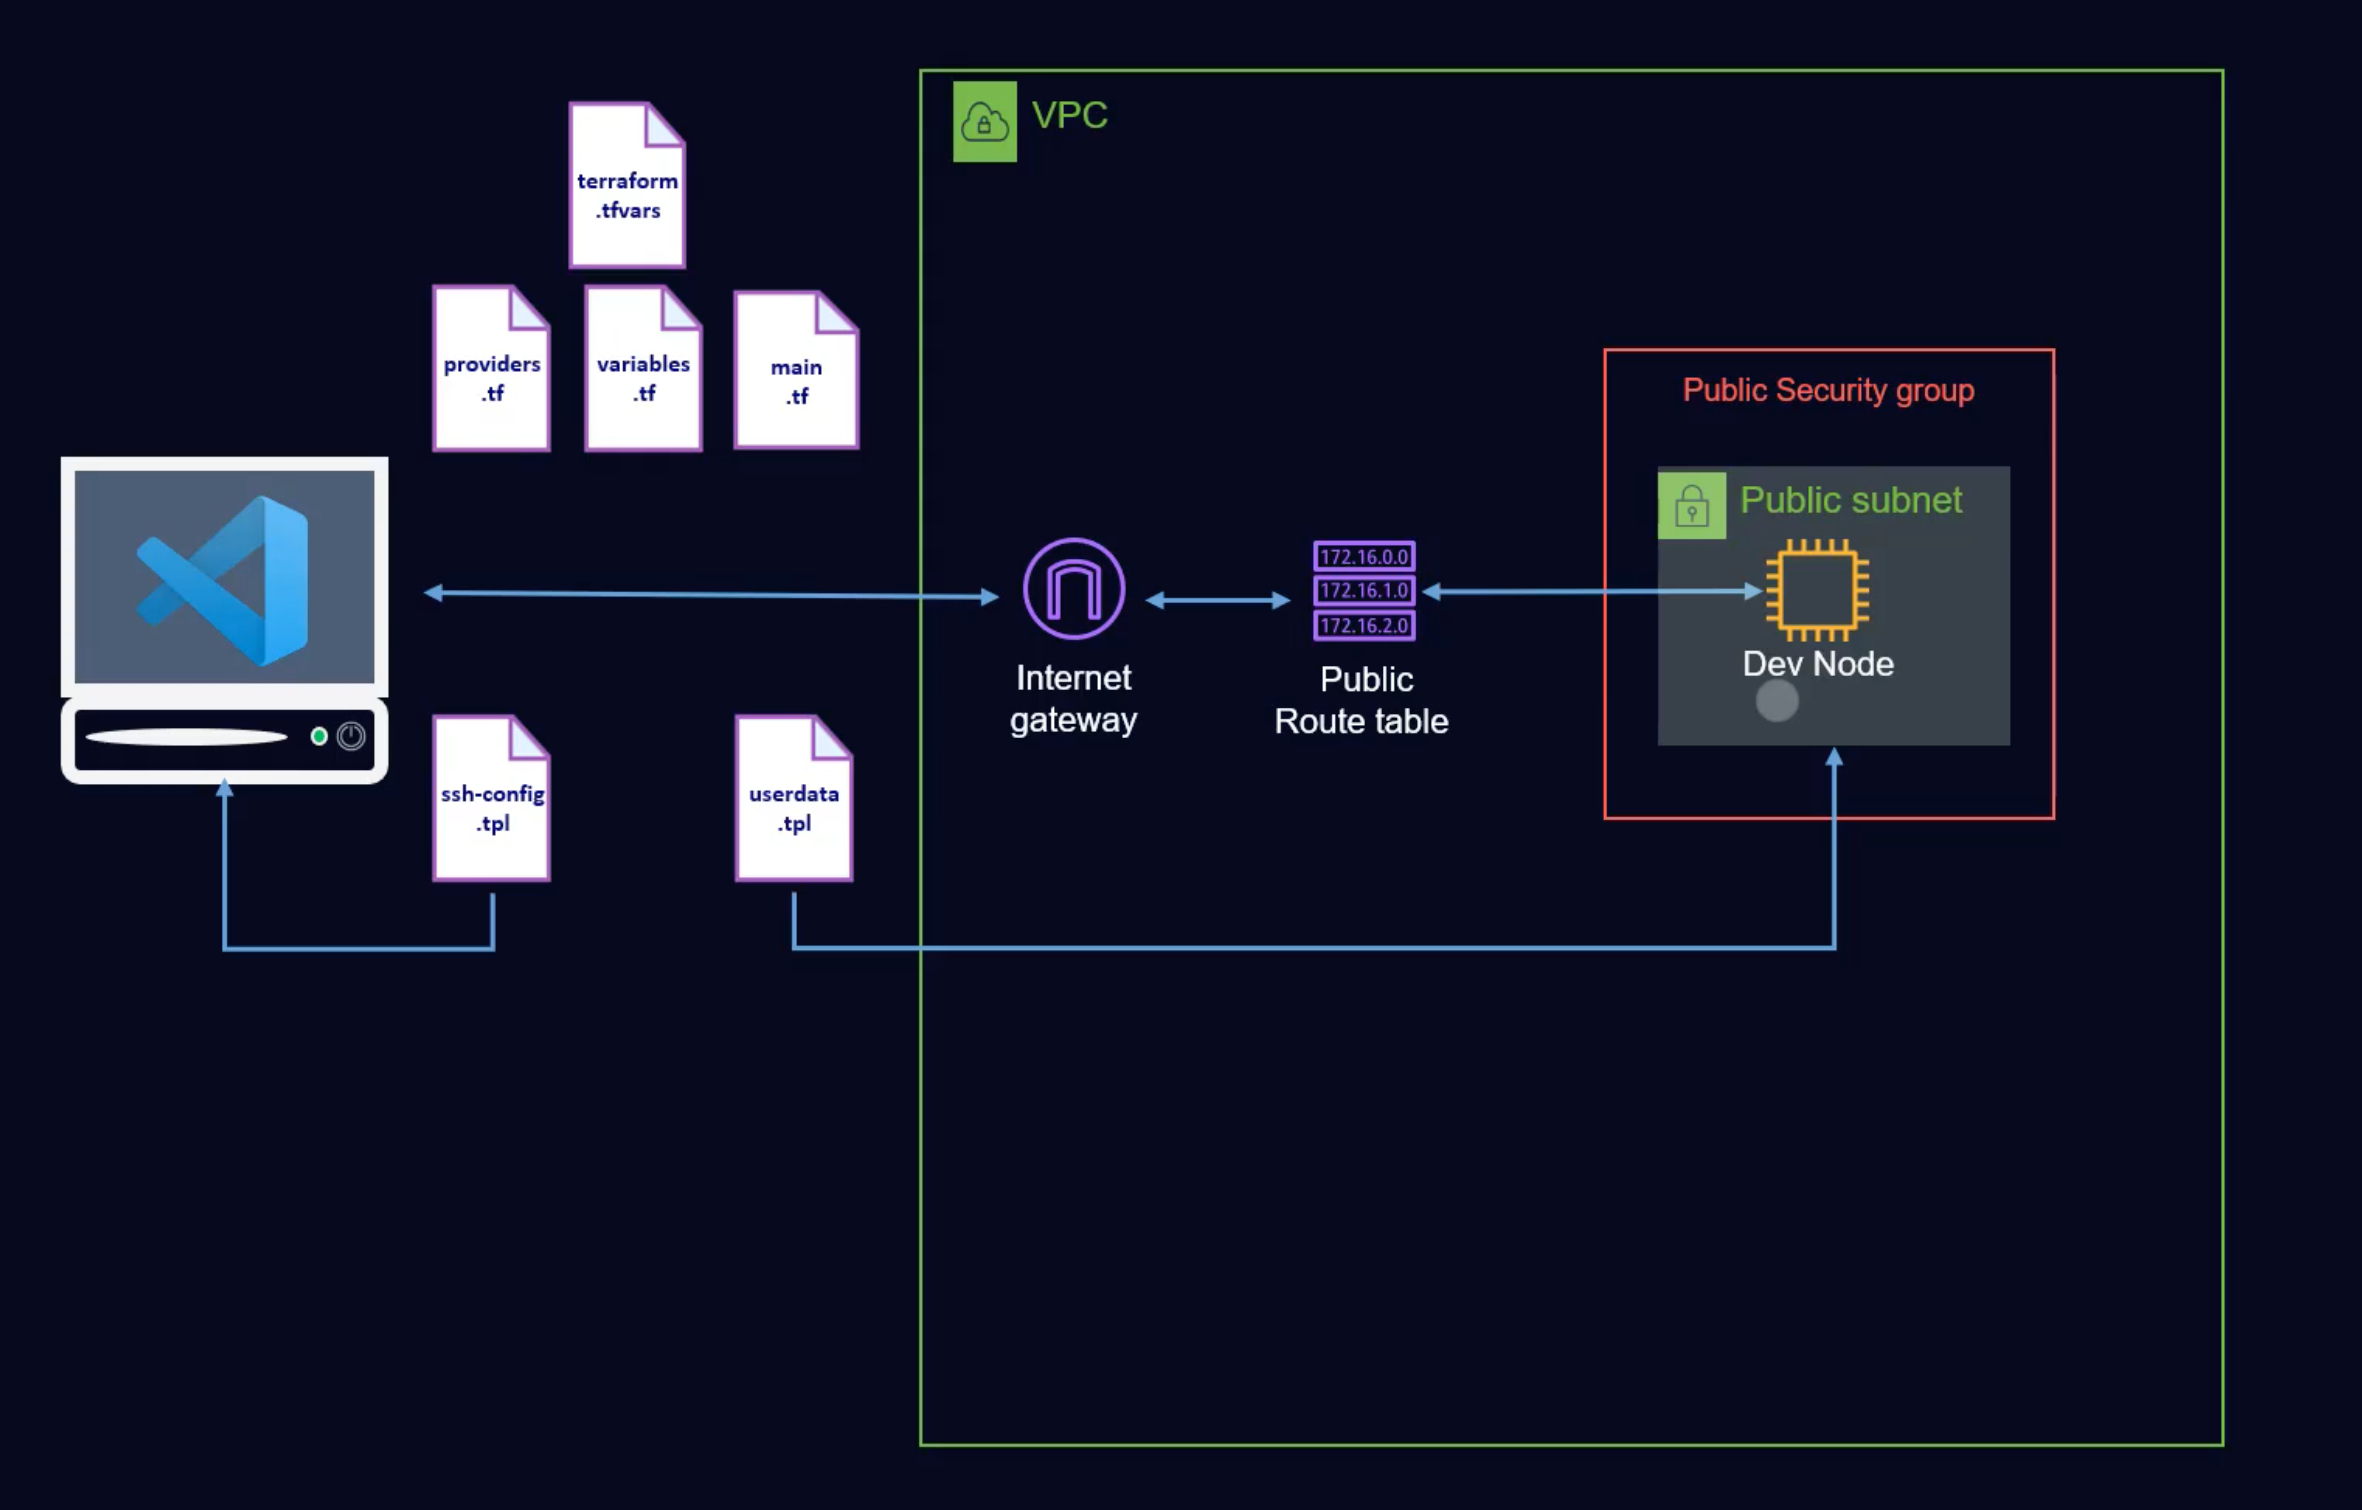 VPC
terraform
.tfvars
providers
.tf
variables
.tf
main
.tf
Public Security group
Public subnet
172.16.0.0
172.16.1.0
172.16.2.0
Dev Node
Internet
gateway
Public
Route table
ssh-config
.tpl
userdata
.tpl